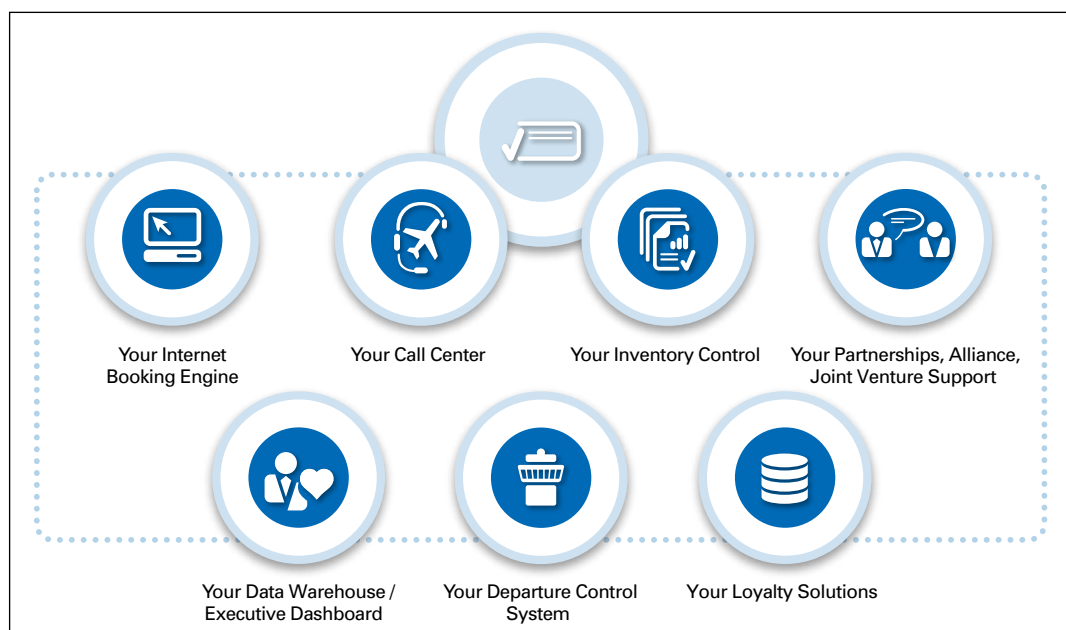 Your Internet
Booking Engine
Your Call Center
Your Inventory Control
Your Partnerships, Alliance,
Joint Venture Support
Your Data Warehouse /
Executive Dashboard
Your Departure Control
System
Your Loyalty Solutions